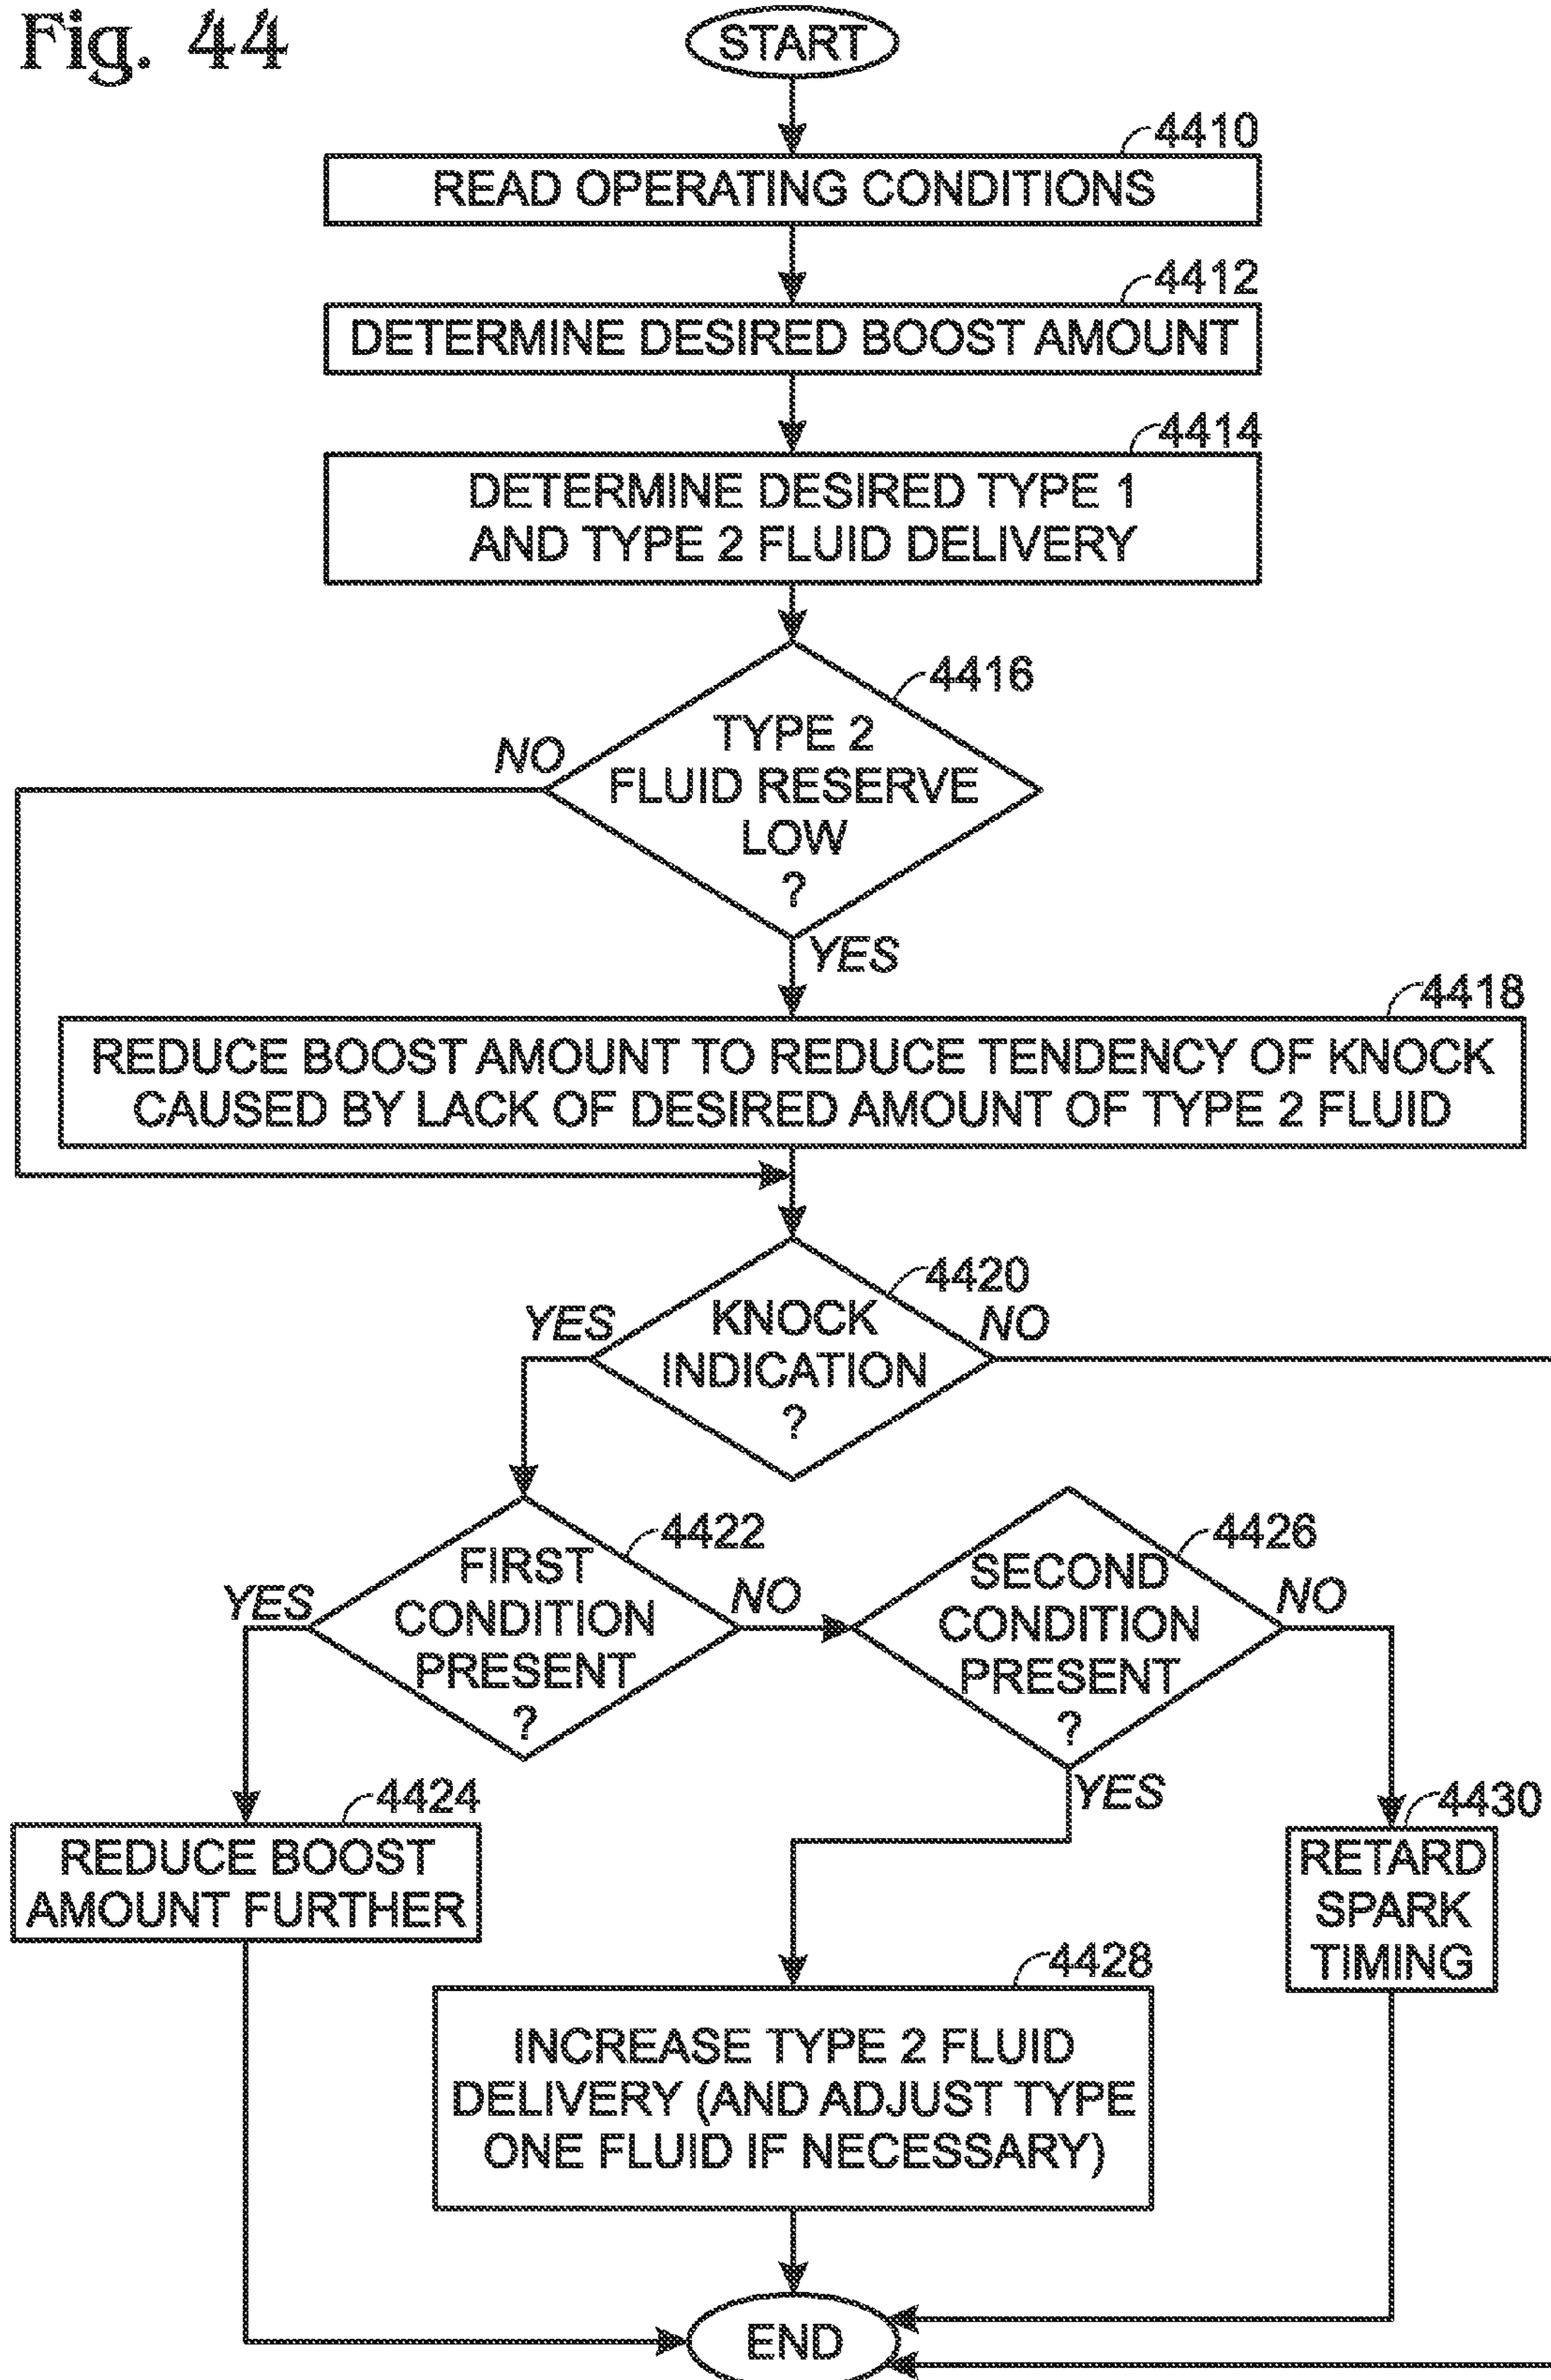 Fig. 44
START
4410
READ OPERATING CONDITIONS
4412
DETERMINE DESIRED BOOST AMOUNT
4414
DETERMINE DESIRED TYPE 1
AND TYPE 2 FLUID DELIVERY
4416
TYPE 2
FLUID RESERVE
LOW
?
NO
YES
4418
REDUCE BOOST AMOUNT TO REDUCE TENDENCY OF KNOCK
CAUSED BY LACK OF DESIRED AMOUNT OF TYPE 2 FLUID
4420
KNOCK
INDICATION
?
YES
NO
4422
FIRST
CONDITION
PRESENT
?
YES
NO
4426
SECOND
CONDITION
PRESENT
?
NO
YES
4424
REDUCE BOOST
AMOUNT FURTHER
4430
RETARD
SPARK
TIMING
4428
INCREASE TYPE 2 FLUID
DELIVERY (AND ADJUST TYPE
ONE FLUID IF NECESSARY)
END